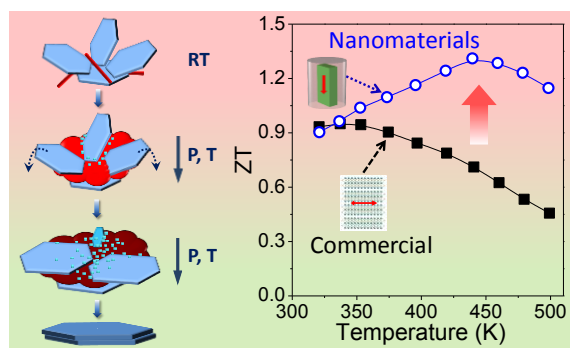 RT
P, T
P, T
Nanomaterials
Commercial
ZT
1.5
1.2
0.9
0.6
0.3
0.0
300
350
400
450
500
Temperature (K)